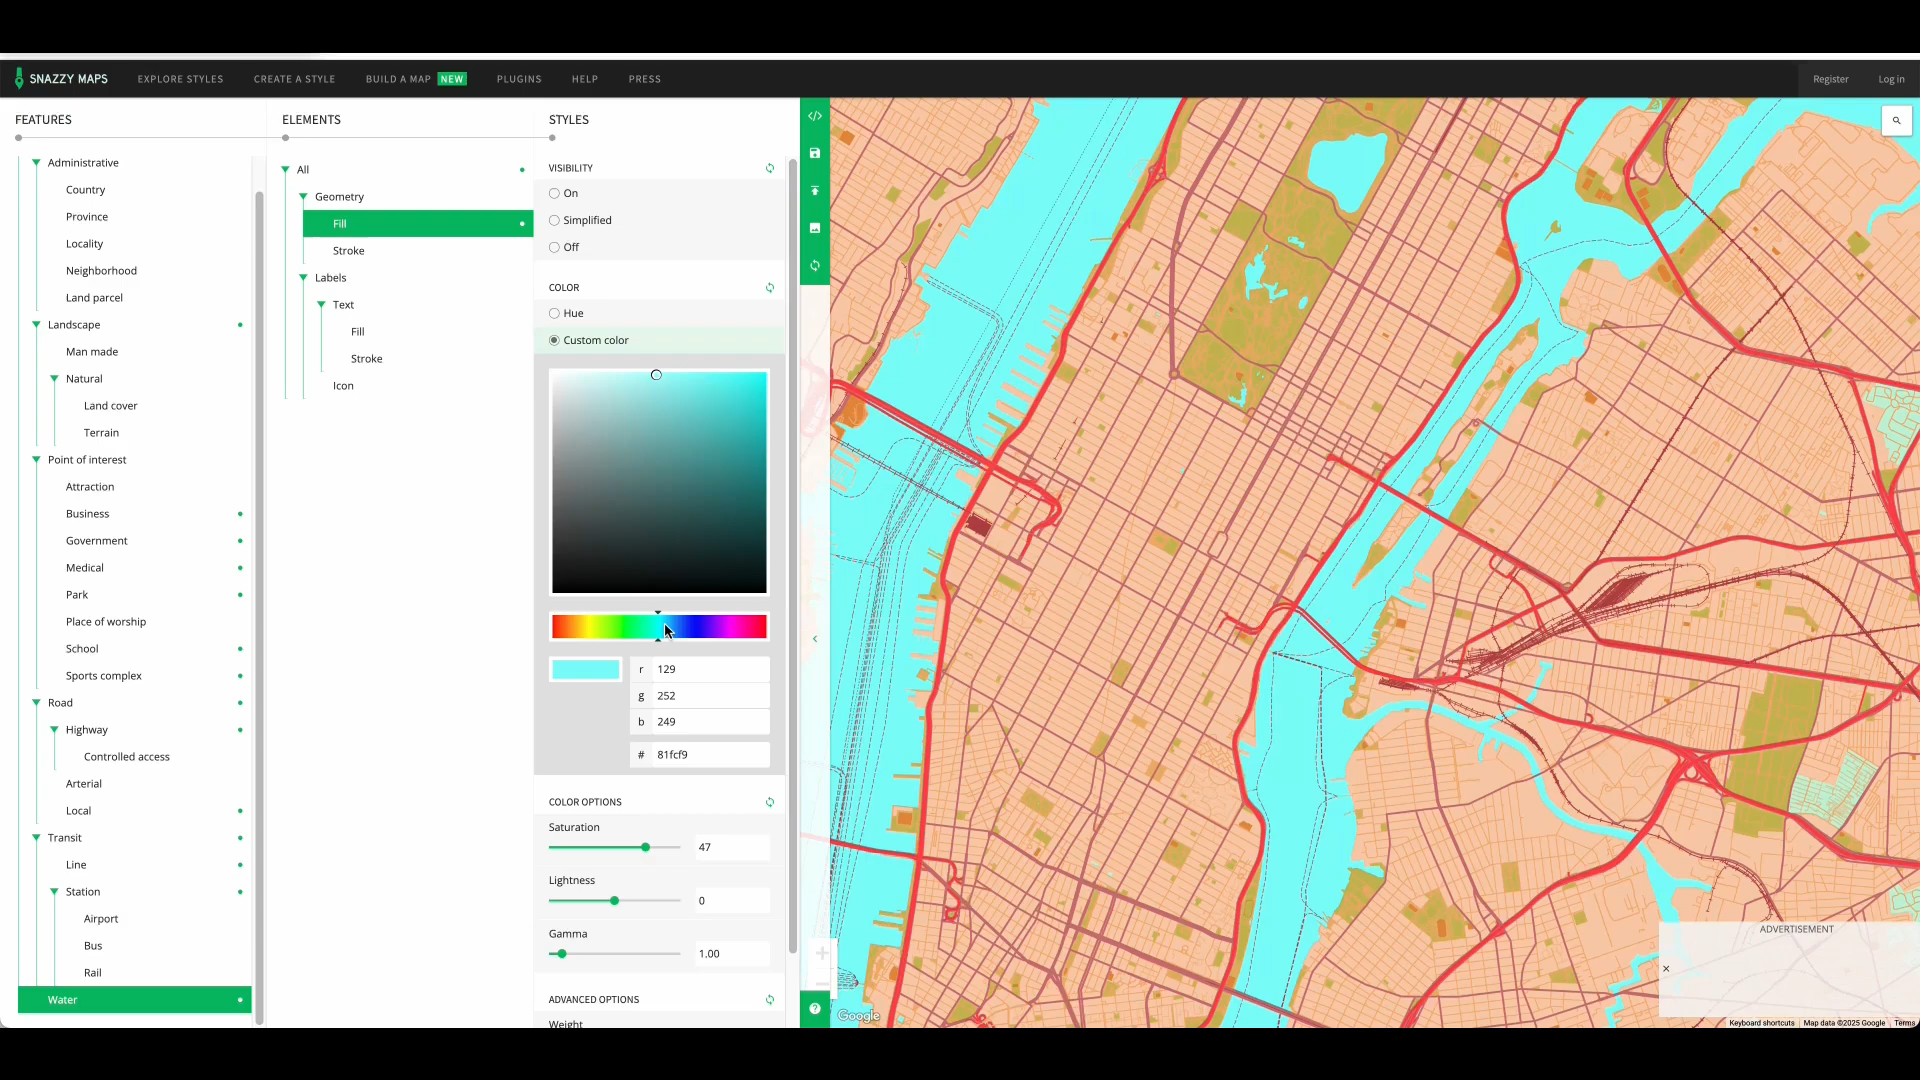 SNAZZY MAPS
EXPLORE STYLES
CREATE A STYLE
BUILD A MAP NEW
PLUGINS
HELP
PRESS
Register
Log in
FEATURES
Administrative
Country
Province
Locality
Neighborhood
Land parcel
Landscape
Man made
Natural
Land cover
Terrain
Point of interest
Attraction
Business
Government
Medical
Park
Place of worship
School
Sports complex
Road
Highway
Controlled access
Arterial
Local
Transit
Line
Station
Airport
Bus
Rail
Water
ELEMENTS
All
Geometry
Fill
Stroke
Labels
Text
Fill
Stroke
Icon
STYLES
VISIBILITY
On
Simplified
Off
COLOR
Hue
Custom color
r 129
g 252
b 249
# 81fcf9
COLOR OPTIONS
Saturation
47
Lightness
0
Gamma
1.00
ADVANCED OPTIONS
Weight
ADVERTISEMENT
Google
Keyboard shortcuts Map data ©2025 Google Terms